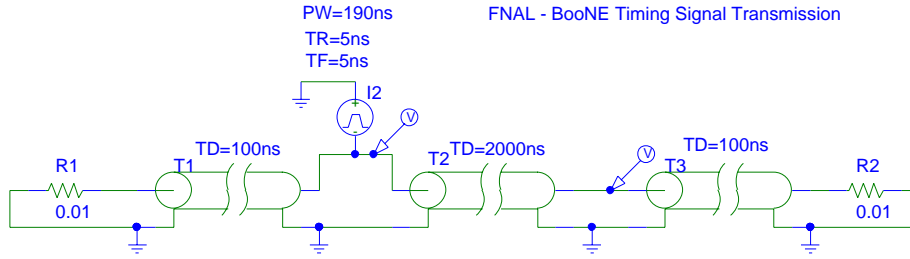 PW=190ns
FNAL - BooNE Timing Signal Transmission
TR=5ns
TF=5ns
I2
+
-
V
R1
T1
TD=100ns
T2
TD=2000ns
V
T3
TD=100ns
R2
0.01
0.01